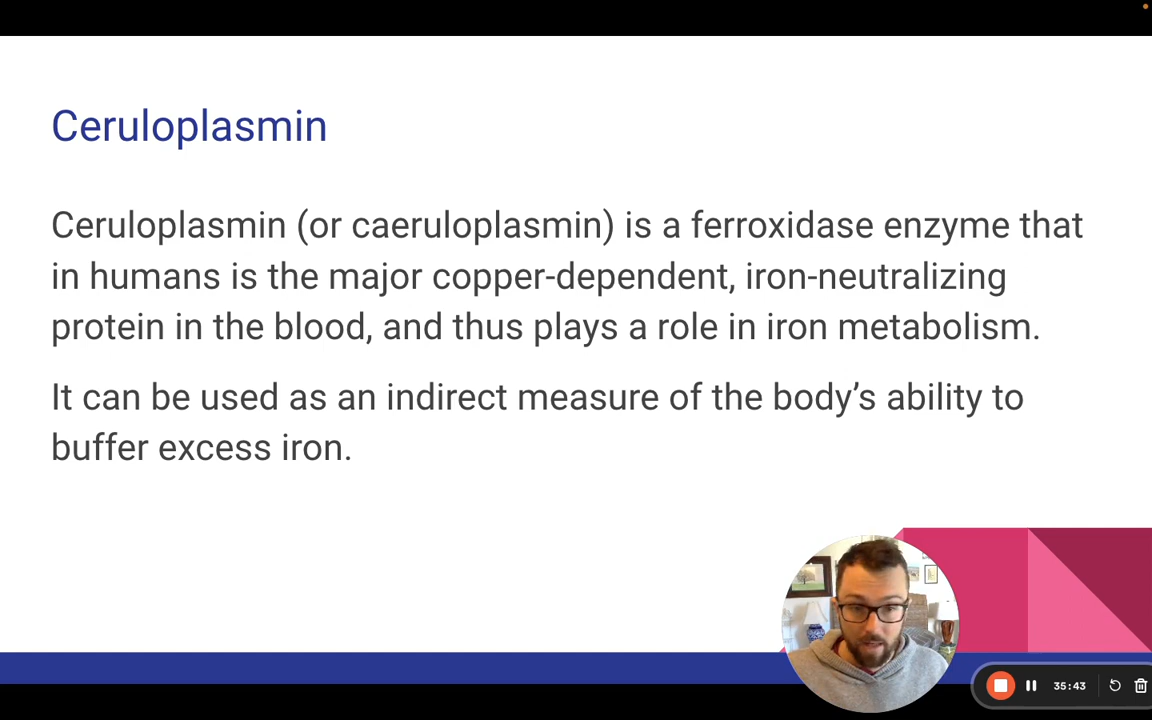 Ceruloplasmin
Ceruloplasmin (or caeruloplasmin) is a ferroxidase enzyme that
in humans is the major copper-dependent, iron-neutralizing
protein in the blood, and thus plays a role in iron metabolism.
It can be used as an indirect measure of the body’s ability to
buffer excess iron.
35:43